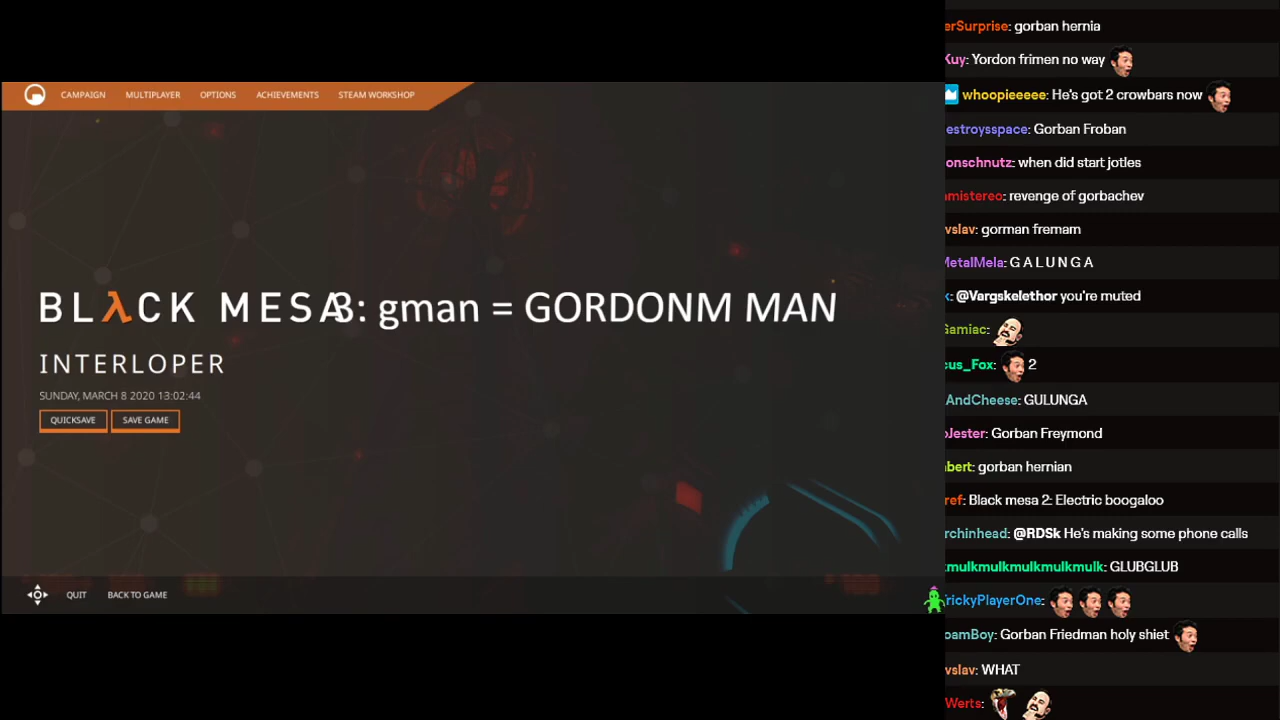 CAMPAIGN MULTIPLAYER OPTIONS ACHIEVEMENTS STEAM WORKSHOP
BLλCK MESA3: gman = GORDONM MAN
INTERLOPER
SUNDAY, MARCH 8 2020 13:02:44
QUICKSAVE SAVE GAME
QUIT BACK TO GAME
erSurprise: gorban hernia
Kuy: Yordon frimen no way
whoopieeeee: He's got 2 crowbars now
estroysspace: Gorban Froban
onschnutz: when did start jotles
amistereo: revenge of gorbachev
vslav: gorman fremam
MetalMela: G A L U N G A
k: @Vargskelethor you're muted
Gamiac:
cus_Fox: 2
AndCheese: GULUNGA
oJester: Gorban Freymond
bert: gorban hernian
ref: Black mesa 2: Electric boogaloo
rchinhead: @RDSk He's making some phone calls
mulkmulkmulkmulkmulk: GLUBGLUB
TrickyPlayerOne:
oamBoy: Gorban Friedman holy shiet
vslav: WHAT
Werts: